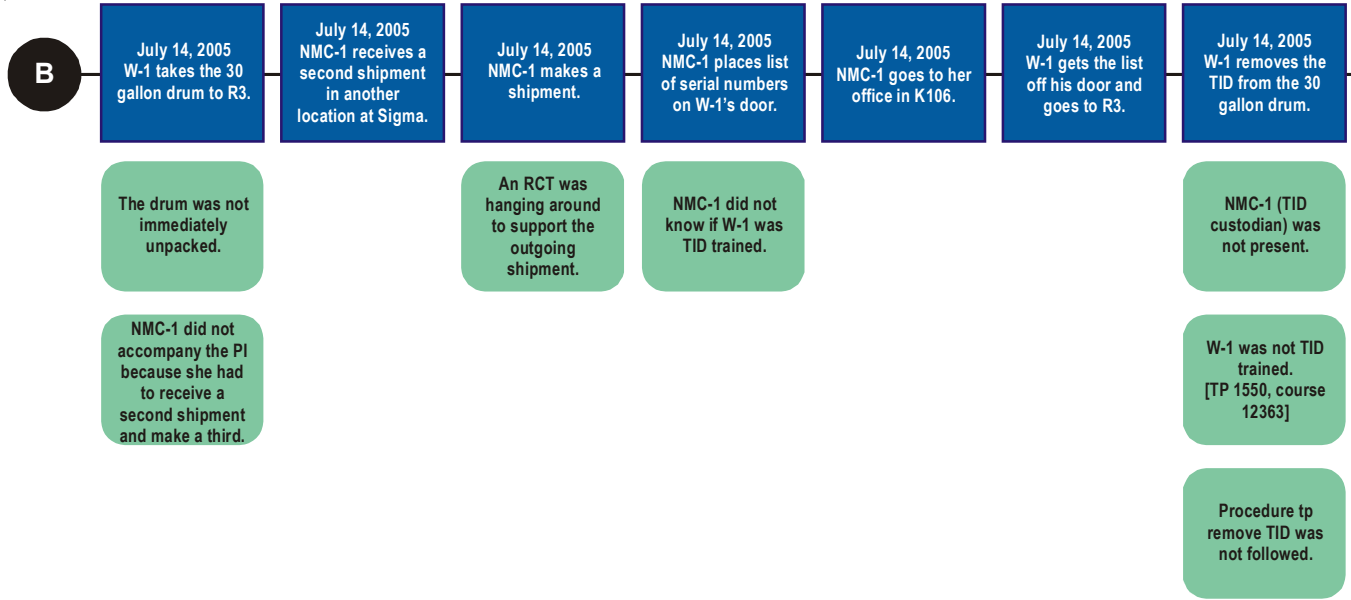 B
July 14, 2005
W-1 takes the 30
gallon drum to R3.
July 14, 2005
NMC-1 receives a
second shipment
in another
location at Sigma.
July 14, 2005
NMC-1 makes a
shipment.
July 14, 2005
NMC-1 places list
of serial numbers
on W-1's door.
July 14, 2005
NMC-1 goes to her
office in K106.
July 14, 2005
W-1 gets the list
off his door and
goes to R3.
July 14, 2005
W-1 removes the
TID from the 30
gallon drum.
The drum was not
immediately
unpacked.
NMC-1 did not
accompany the PI
because she had
to receive a
second shipment
and make a third.
An RCT was
hanging around
to support the
outgoing
shipment.
NMC-1 did not
know if W-1 was
TID trained.
NMC-1 (TID
custodian) was
not present.
W-1 was not TID
trained.
[TP 1550, course
12363]
Procedure tp
remove TID was
not followed.